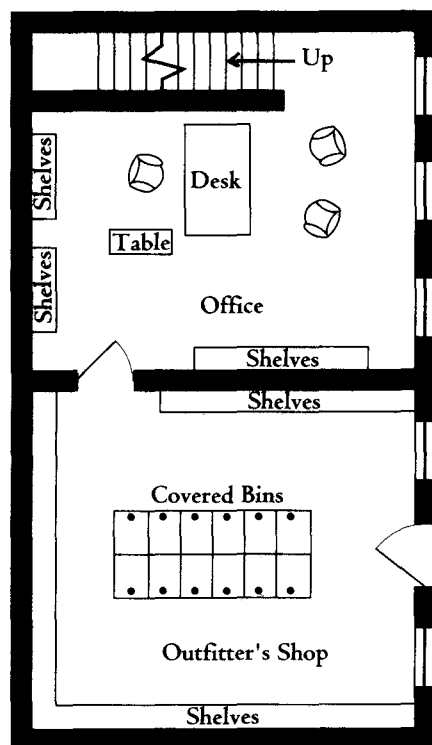 Up
Shelves
Desk
Table
Shelves
Office
Shelves
Shelves
Covered Bins
Outfitter's Shop
Shelves